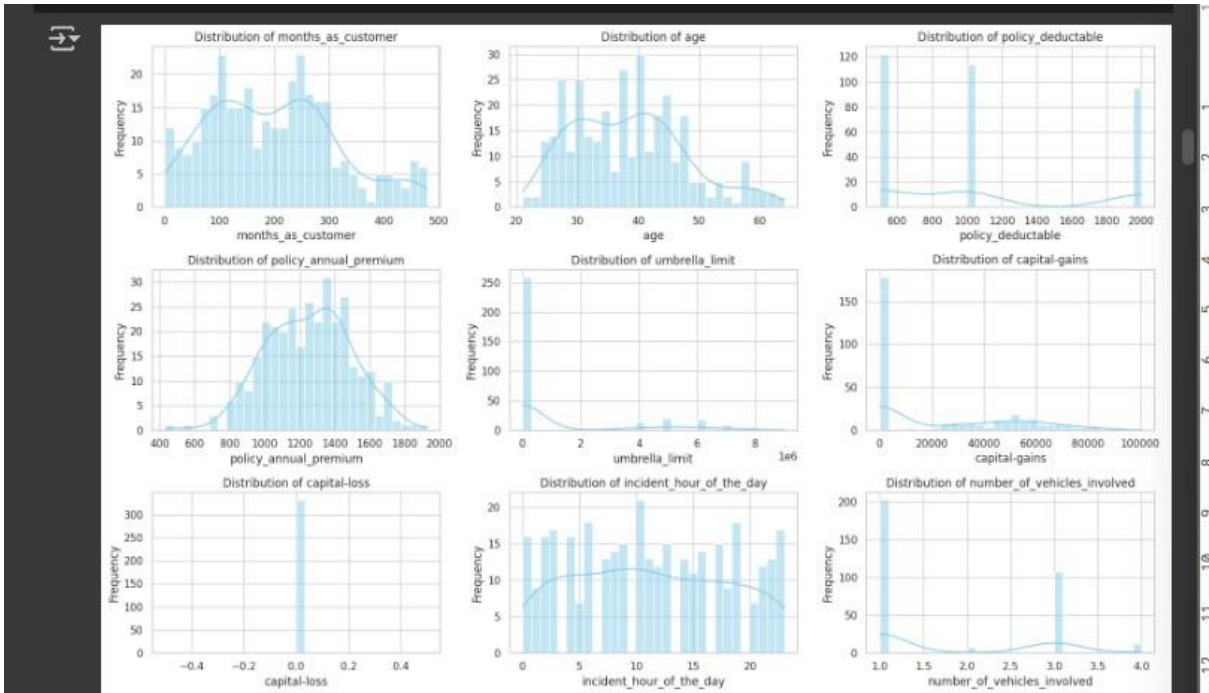 Distribution of months_as_customer
Frequency
20
15
10
5
0
0 100 200 300 400 500
months_as_customer
Distribution of age
Frequency
30
25
20
15
10
5
0
20 30 40 50 60
age
Distribution of policy_deductable
Frequency
120
100
80
60
40
20
0
600 800 1000 1200 1400 1600 1800 2000
policy_deductable
Distribution of policy_annual_premium
Frequency
30
25
20
15
10
5
0
400 600 800 1000 1200 1400 1600 1800 2000
policy_annual_premium
Distribution of umbrella_limit
Frequency
250
200
150
100
50
0
0 2 4 6 8
1e6
umbrella_limit
Distribution of capital-gains
Frequency
150
100
50
0
0 20000 40000 60000 80000 100000
capital-gains
Distribution of capital-loss
Frequency
300
250
200
150
100
50
0
−0.4 −0.2 0.0 0.2 0.4
capital-loss
Distribution of incident_hour_of_the_day
Frequency
20
15
10
5
0
0 5 10 15 20
incident_hour_of_the_day
Distribution of number_of_vehicles_involved
Frequency
200
150
100
50
0
1.0 1.5 2.0 2.5 3.0 3.5 4.0
number_of_vehicles_involved